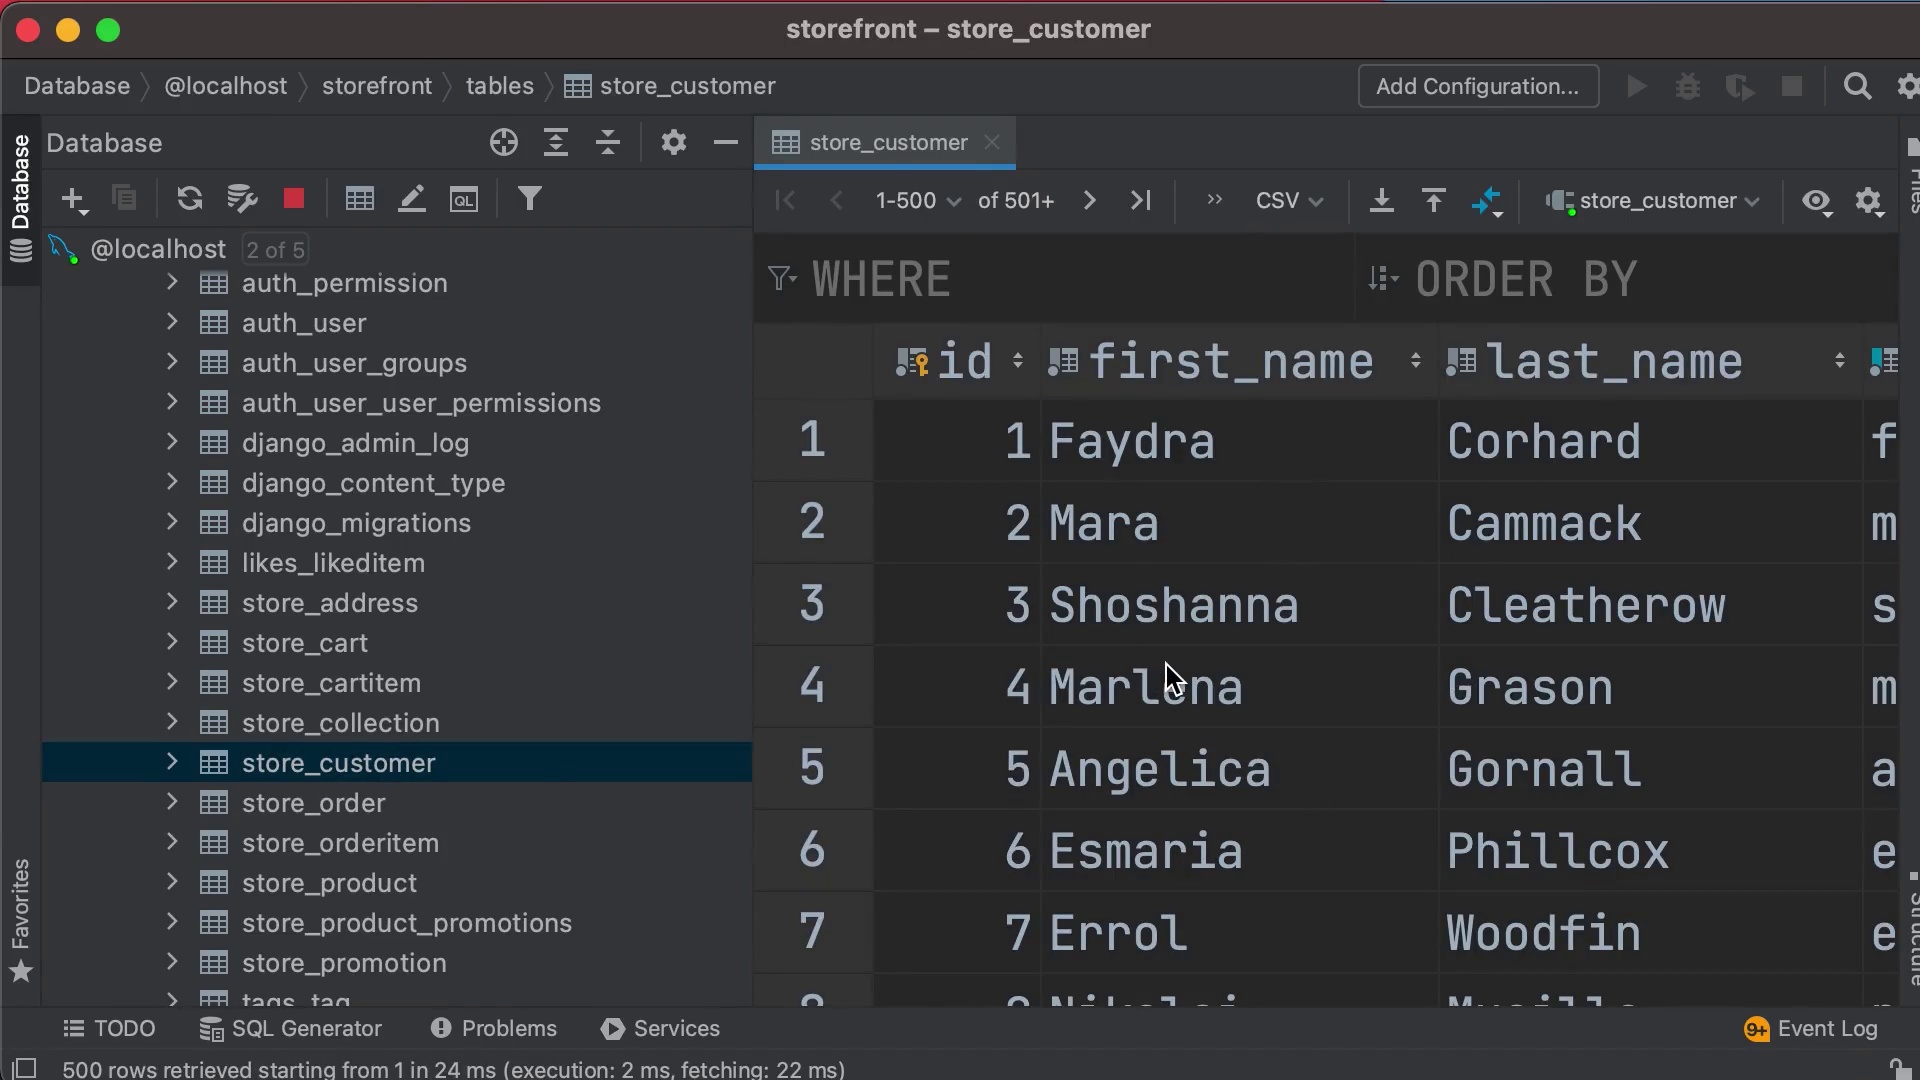 storefront – store_customer
Database
@localhost
storefront
tables
store_customer
Add Configuration...
Database
Favorites
Database
QL
@localhost 2 of 5
auth_permission
auth_user
auth_user_groups
auth_user_user_permissions
django_admin_log
django_content_type
django_migrations
likes_likeditem
store_address
store_cart
store_cartitem
store_collection
store_customer
store_order
store_orderitem
store_product
store_product_promotions
store_promotion
tags_tag
store_customer
1-500 of 501+ CSV store_customer
WHERE ORDER BY
id first_name last_name
1 1 Faydra Corhard f
2 2 Mara Cammack m
3 3 Shoshanna Cleatherow s
4 4 Marlena Grason m
5 5 Angelica Gornall a
6 6 Esmaria Phillcox e
7 7 Errol Woodfin e
Files
Structure
TODO SQL Generator Problems Services 9+ Event Log
500 rows retrieved starting from 1 in 24 ms (execution: 2 ms, fetching: 22 ms)